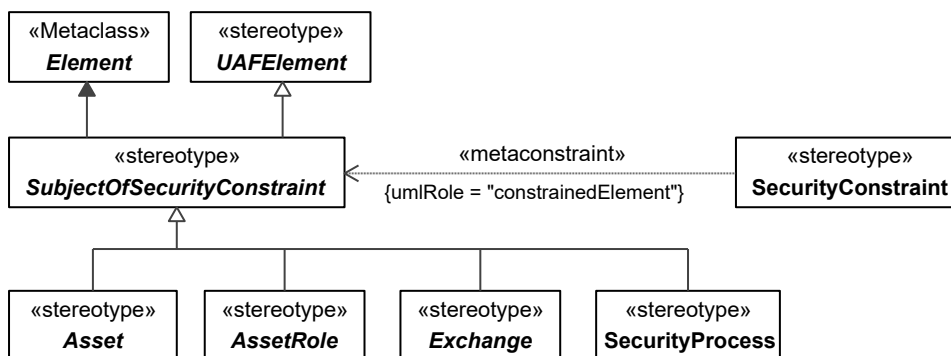 «Metaclass»
Element
«stereotype»
UAFElement
«stereotype»
SubjectOfSecurityConstraint
«metaconstraint»
{umlRole = "constrainedElement"}
«stereotype»
SecurityConstraint
«stereotype»
Asset
«stereotype»
AssetRole
«stereotype»
Exchange
«stereotype»
SecurityProcess